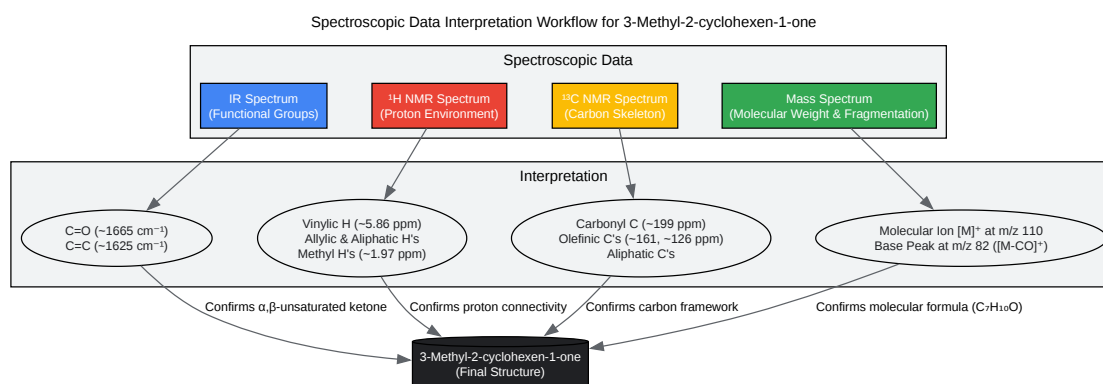 Spectroscopic Data Interpretation Workflow for 3-Methyl-2-cyclohexen-1-one
Spectroscopic Data
IR Spectrum
(Functional Groups)
¹H NMR Spectrum
(Proton Environment)
¹³C NMR Spectrum
(Carbon Skeleton)
Mass Spectrum
(Molecular Weight & Fragmentation)
Interpretation
C=O (~1665 cm⁻¹)
C=C (~1625 cm⁻¹)
Vinylic H (~5.86 ppm)
Allylic & Aliphatic H's
Methyl H's (~1.97 ppm)
Carbonyl C (~199 ppm)
Olefinic C's (~161, ~126 ppm)
Aliphatic C's
Molecular Ion [M]⁺ at m/z 110
Base Peak at m/z 82 ([M-CO]⁺)
Confirms α,β-unsaturated ketone
Confirms proton connectivity
Confirms carbon framework
Confirms molecular formula (C₇H₁₀O)
3-Methyl-2-cyclohexen-1-one
(Final Structure)